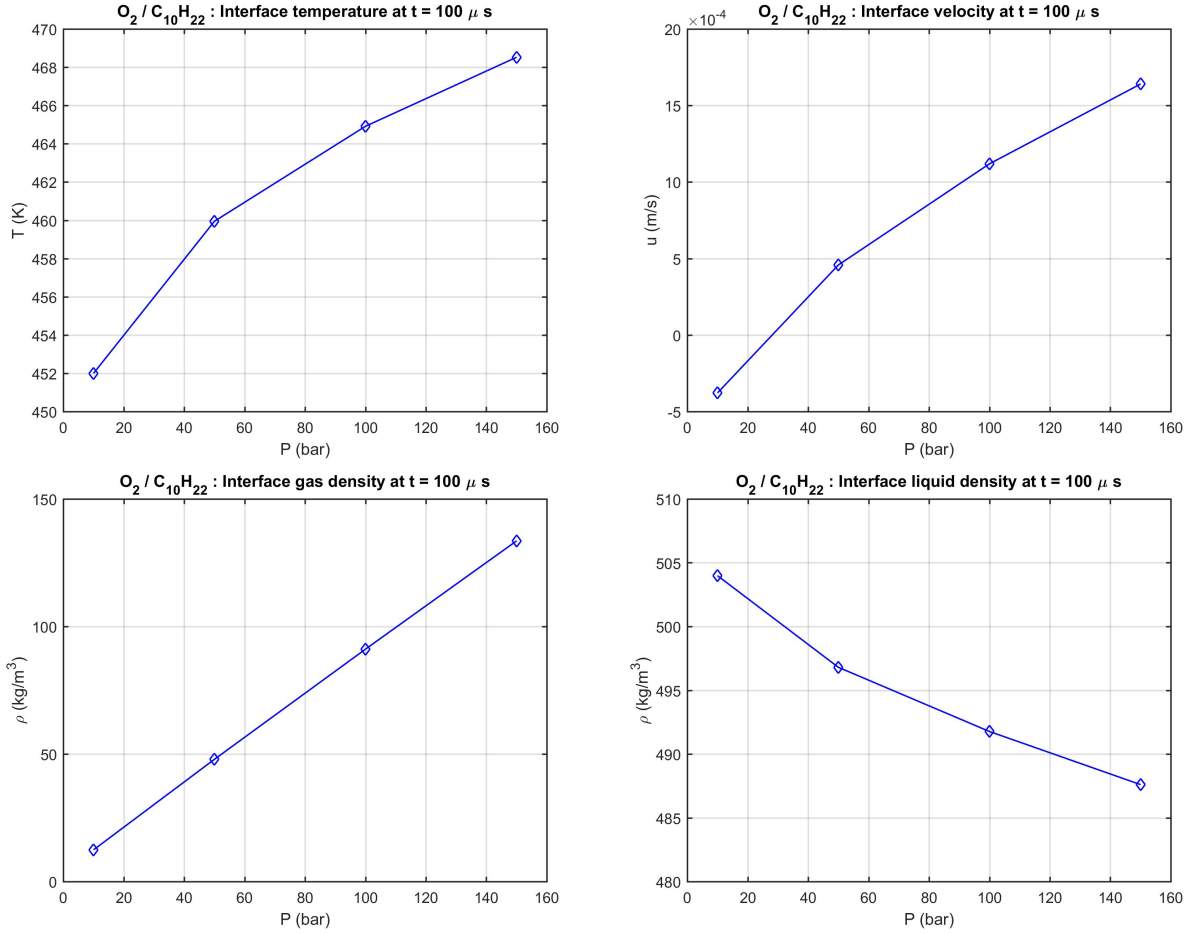 O2 / C10H22 : Interface temperature at t = 100 μ s
470
468
466
464
462
460
458
456
454
452
450
T (K)
0 20 40 60 80 100 120 140 160
P (bar)
O2 / C10H22 : Interface velocity at t = 100 μ s
×10-4
20
15
10
5
0
-5
u (m/s)
0 20 40 60 80 100 120 140 160
P (bar)
O2 / C10H22 : Interface gas density at t = 100 μ s
150
100
50
0
ρ (kg/m3)
0 20 40 60 80 100 120 140 160
P (bar)
O2 / C10H22 : Interface liquid density at t = 100 μ s
510
505
500
495
490
485
480
ρ (kg/m3)
0 20 40 60 80 100 120 140 160
P (bar)